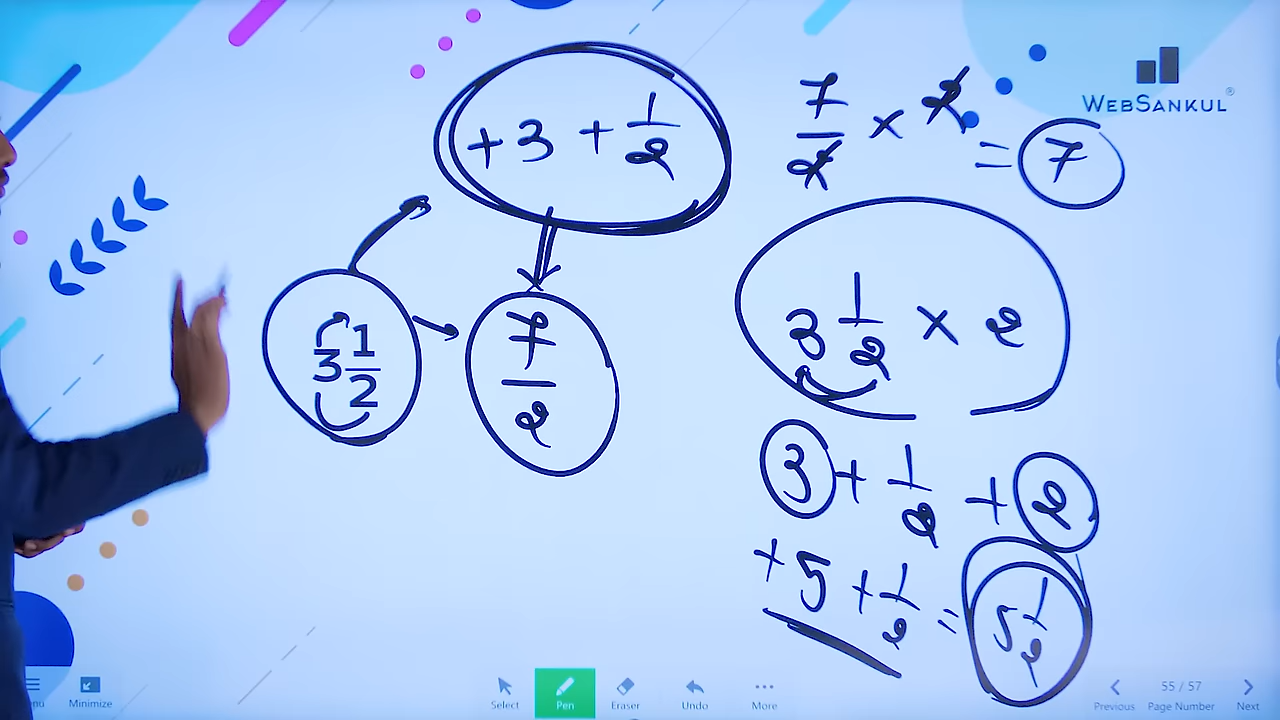 +3 + 1/2
7/2 × 2 = 7
WEBSANKUL®
3 1/2
7/2
3 1/2 × 2
3 + 1/2 + 2
+5 + 1/2 = 5 1/2
Minimize
Select
Pen
Eraser
Undo
More
Previous
55 / 57
Page Number
Next